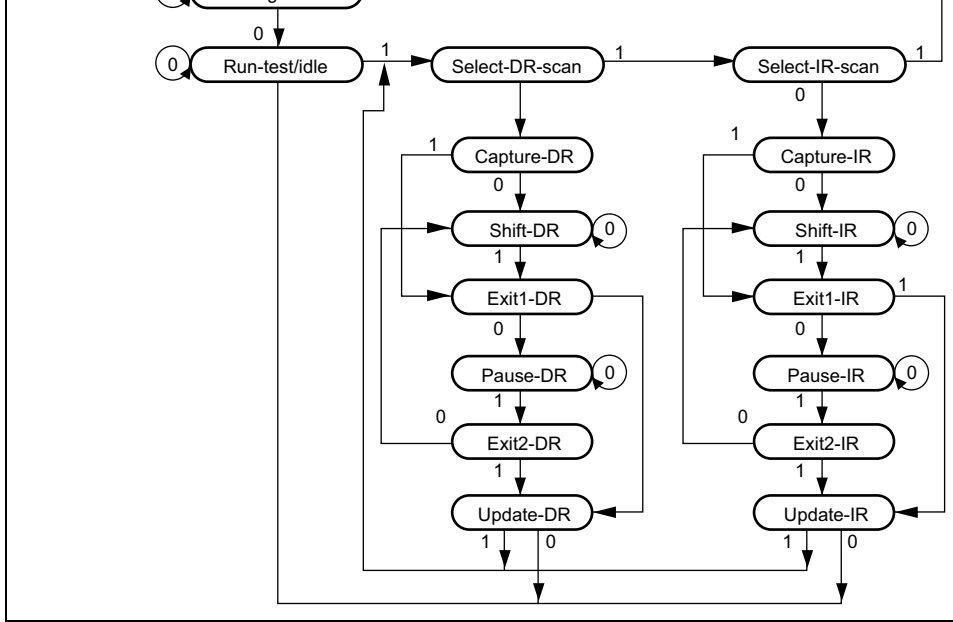 0
0
Run-test/idle
1
Select-DR-scan
1
Select-IR-scan
1
0
1
Capture-DR
0
1
Capture-IR
0
Shift-DR
0
1
Shift-IR
0
1
Exit1-DR
0
Exit1-IR
1
0
Pause-DR
0
1
Pause-IR
0
1
0
Exit2-DR
1
0
Exit2-IR
1
Update-DR
1
0
Update-IR
1
0